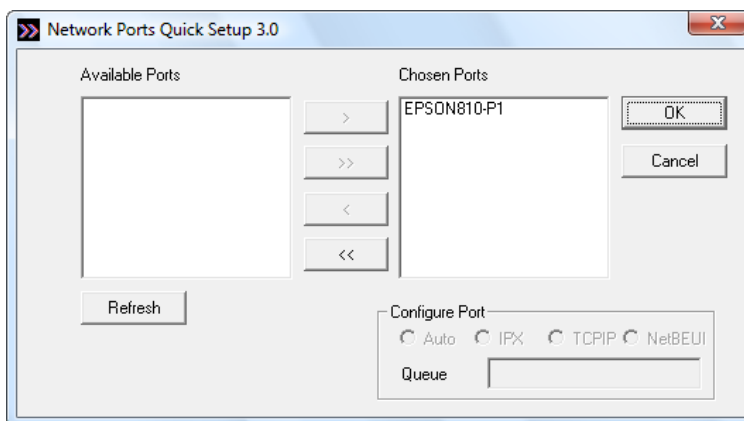 Network Ports Quick Setup 3.0
Available Ports
Chosen Ports
EPSON810-P1
>
>>
<
<<
OK
Cancel
Refresh
Configure Port
Auto IPX TCPIP NetBEUI
Queue